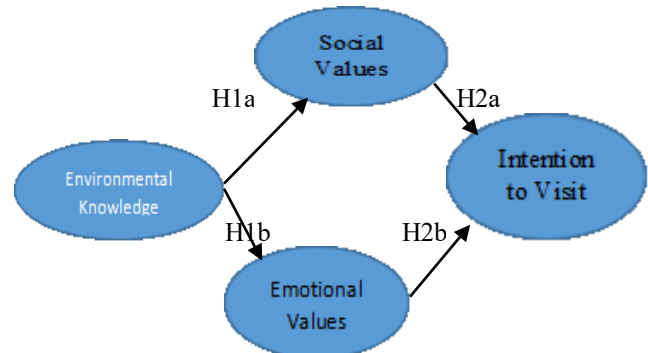 Social
Values
H1a
H2a
Intention
to Visit
Environmental
Knowledge
H1b
H2b
Emotional
Values